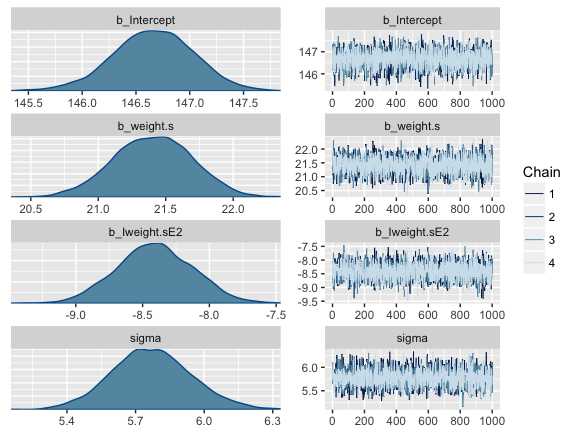 b_Intercept
145.5 146.0 146.5 147.0 147.5
b_Intercept
147
146
0 200 400 600 800 1000
b_weight.s
20.5 21.0 21.5 22.0
b_weight.s
22.0
21.5
21.0
20.5
0 200 400 600 800 1000
b_Iweight.sE2
-9.0 -8.5 -8.0 -7.5
b_Iweight.sE2
-7.5
-8.0
-8.5
-9.0
-9.5
0 200 400 600 800 1000
sigma
5.4 5.7 6.0 6.3
sigma
6.0
5.5
0 200 400 600 800 1000
Chain
1
2
3
4